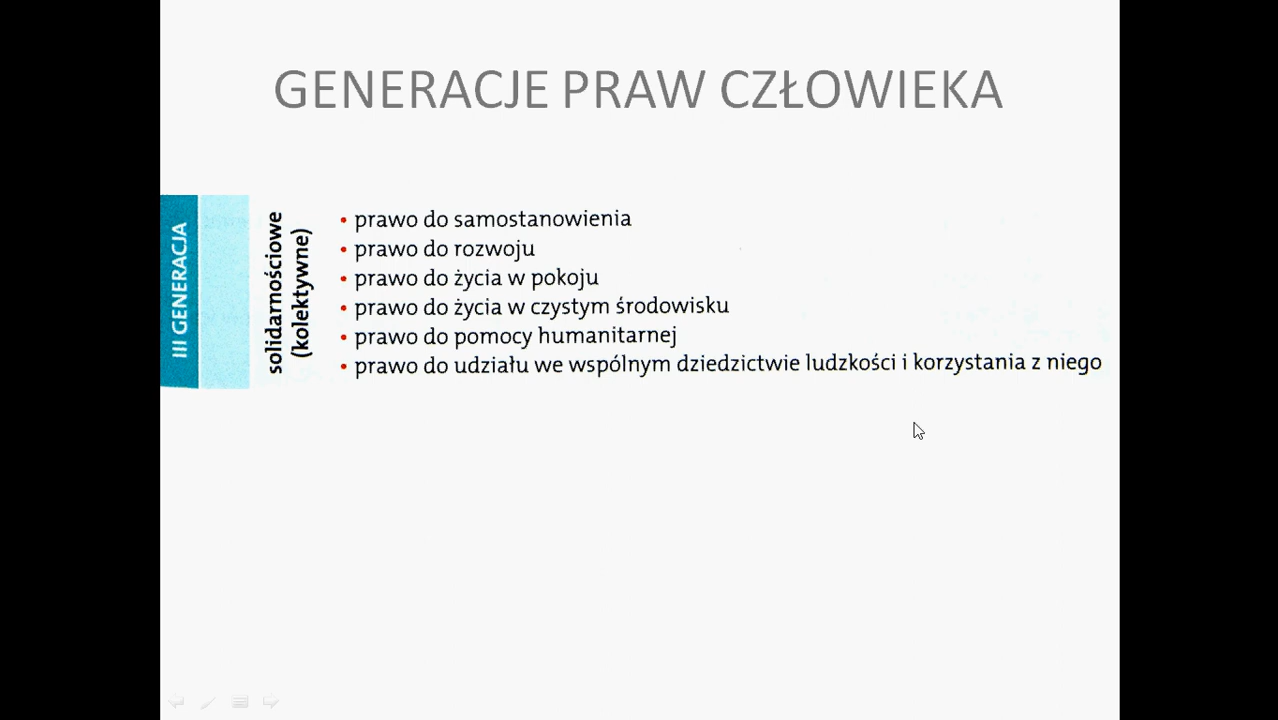 GENERACJE PRAW CZŁOWIEKA
III GENERACJA
solidarnościowe
(kolektywne)
• prawo do samostanowienia
• prawo do rozwoju
• prawo do życia w pokoju
• prawo do życia w czystym środowisku
• prawo do pomocy humanitarnej
• prawo do udziału we wspólnym dziedzictwie ludzkości i korzystania z niego